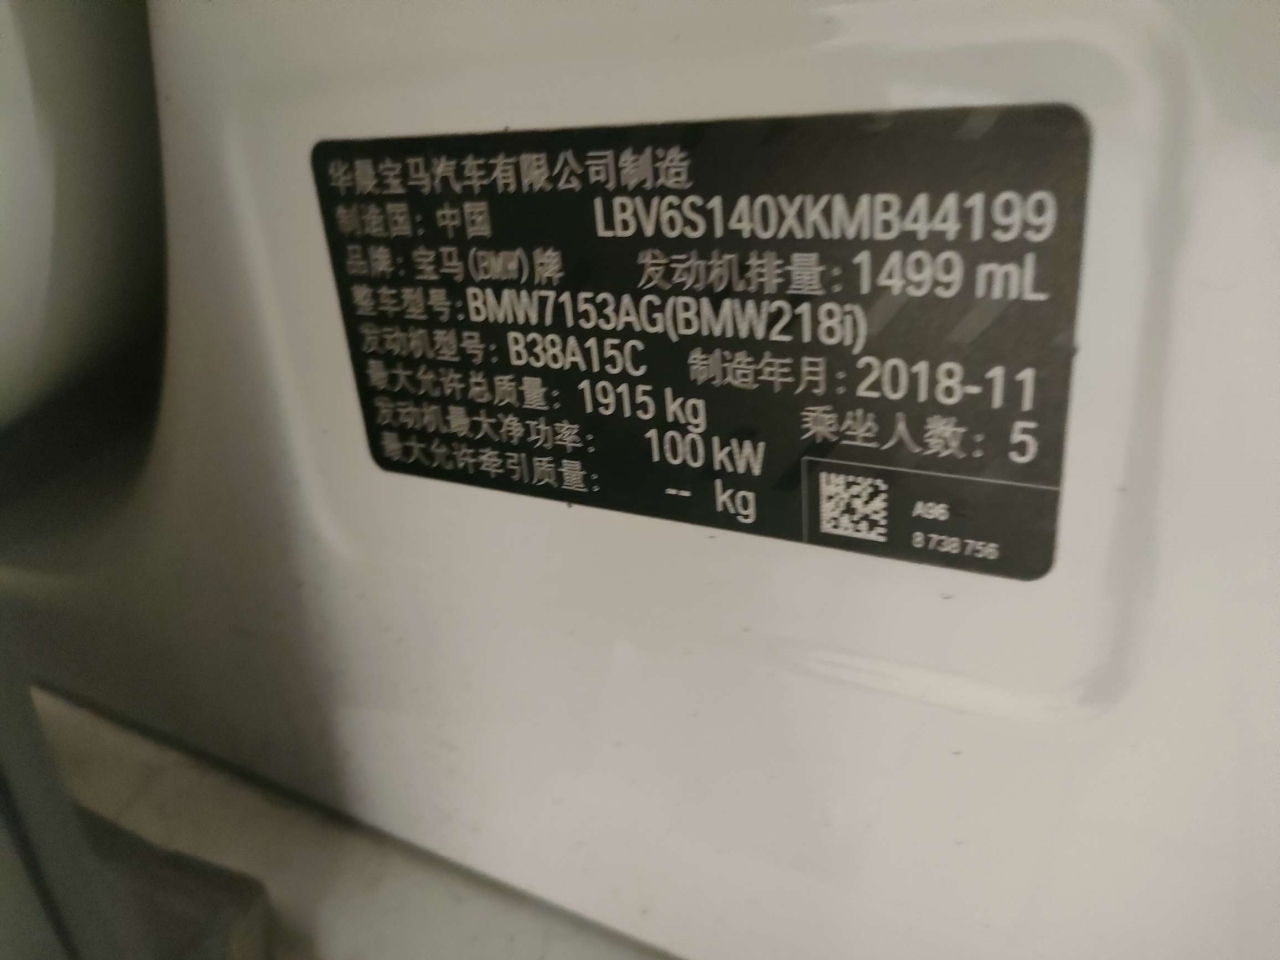 华晨宝马汽车有限公司制造
制造国：中国 LBV6S140XKMB44199
品牌：宝马(BMW)牌 发动机排量：1499 mL
整车型号：BMW7153AG(BMW218i)
发动机型号：B38A15C 制造年月：2018-11
最大允许总质量：1915 kg 乘坐人数：5
发动机最大净功率：100 kW
最大允许牵引质量：-- kg
A96
8 738 756